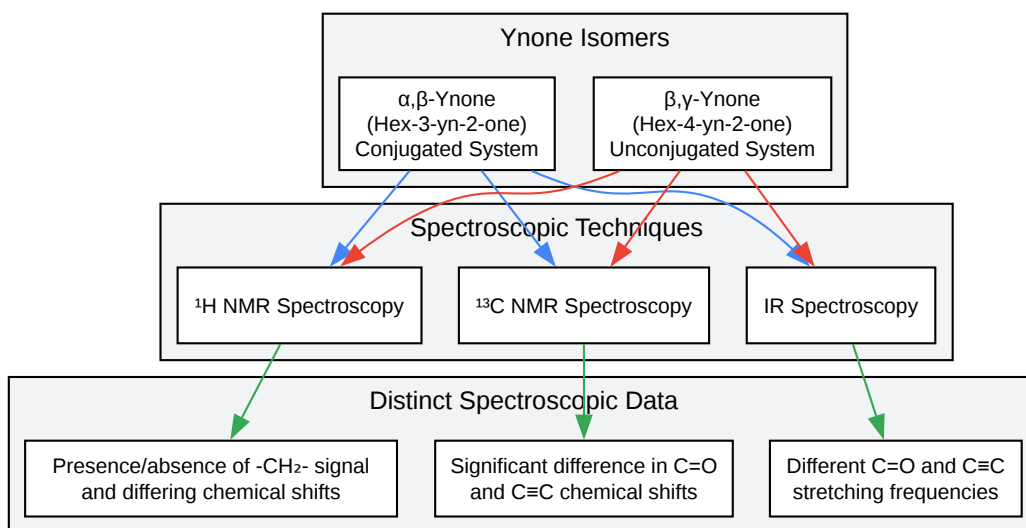 Ynone Isomers
α,β-Ynone
(Hex-3-yn-2-one)
Conjugated System
β,γ-Ynone
(Hex-4-yn-2-one)
Unconjugated System
Spectroscopic Techniques
¹H NMR Spectroscopy
¹³C NMR Spectroscopy
IR Spectroscopy
Distinct Spectroscopic Data
Presence/absence of -CH₂- signal
and differing chemical shifts
Significant difference in C=O
and C≡C chemical shifts
Different C=O and C≡C
stretching frequencies